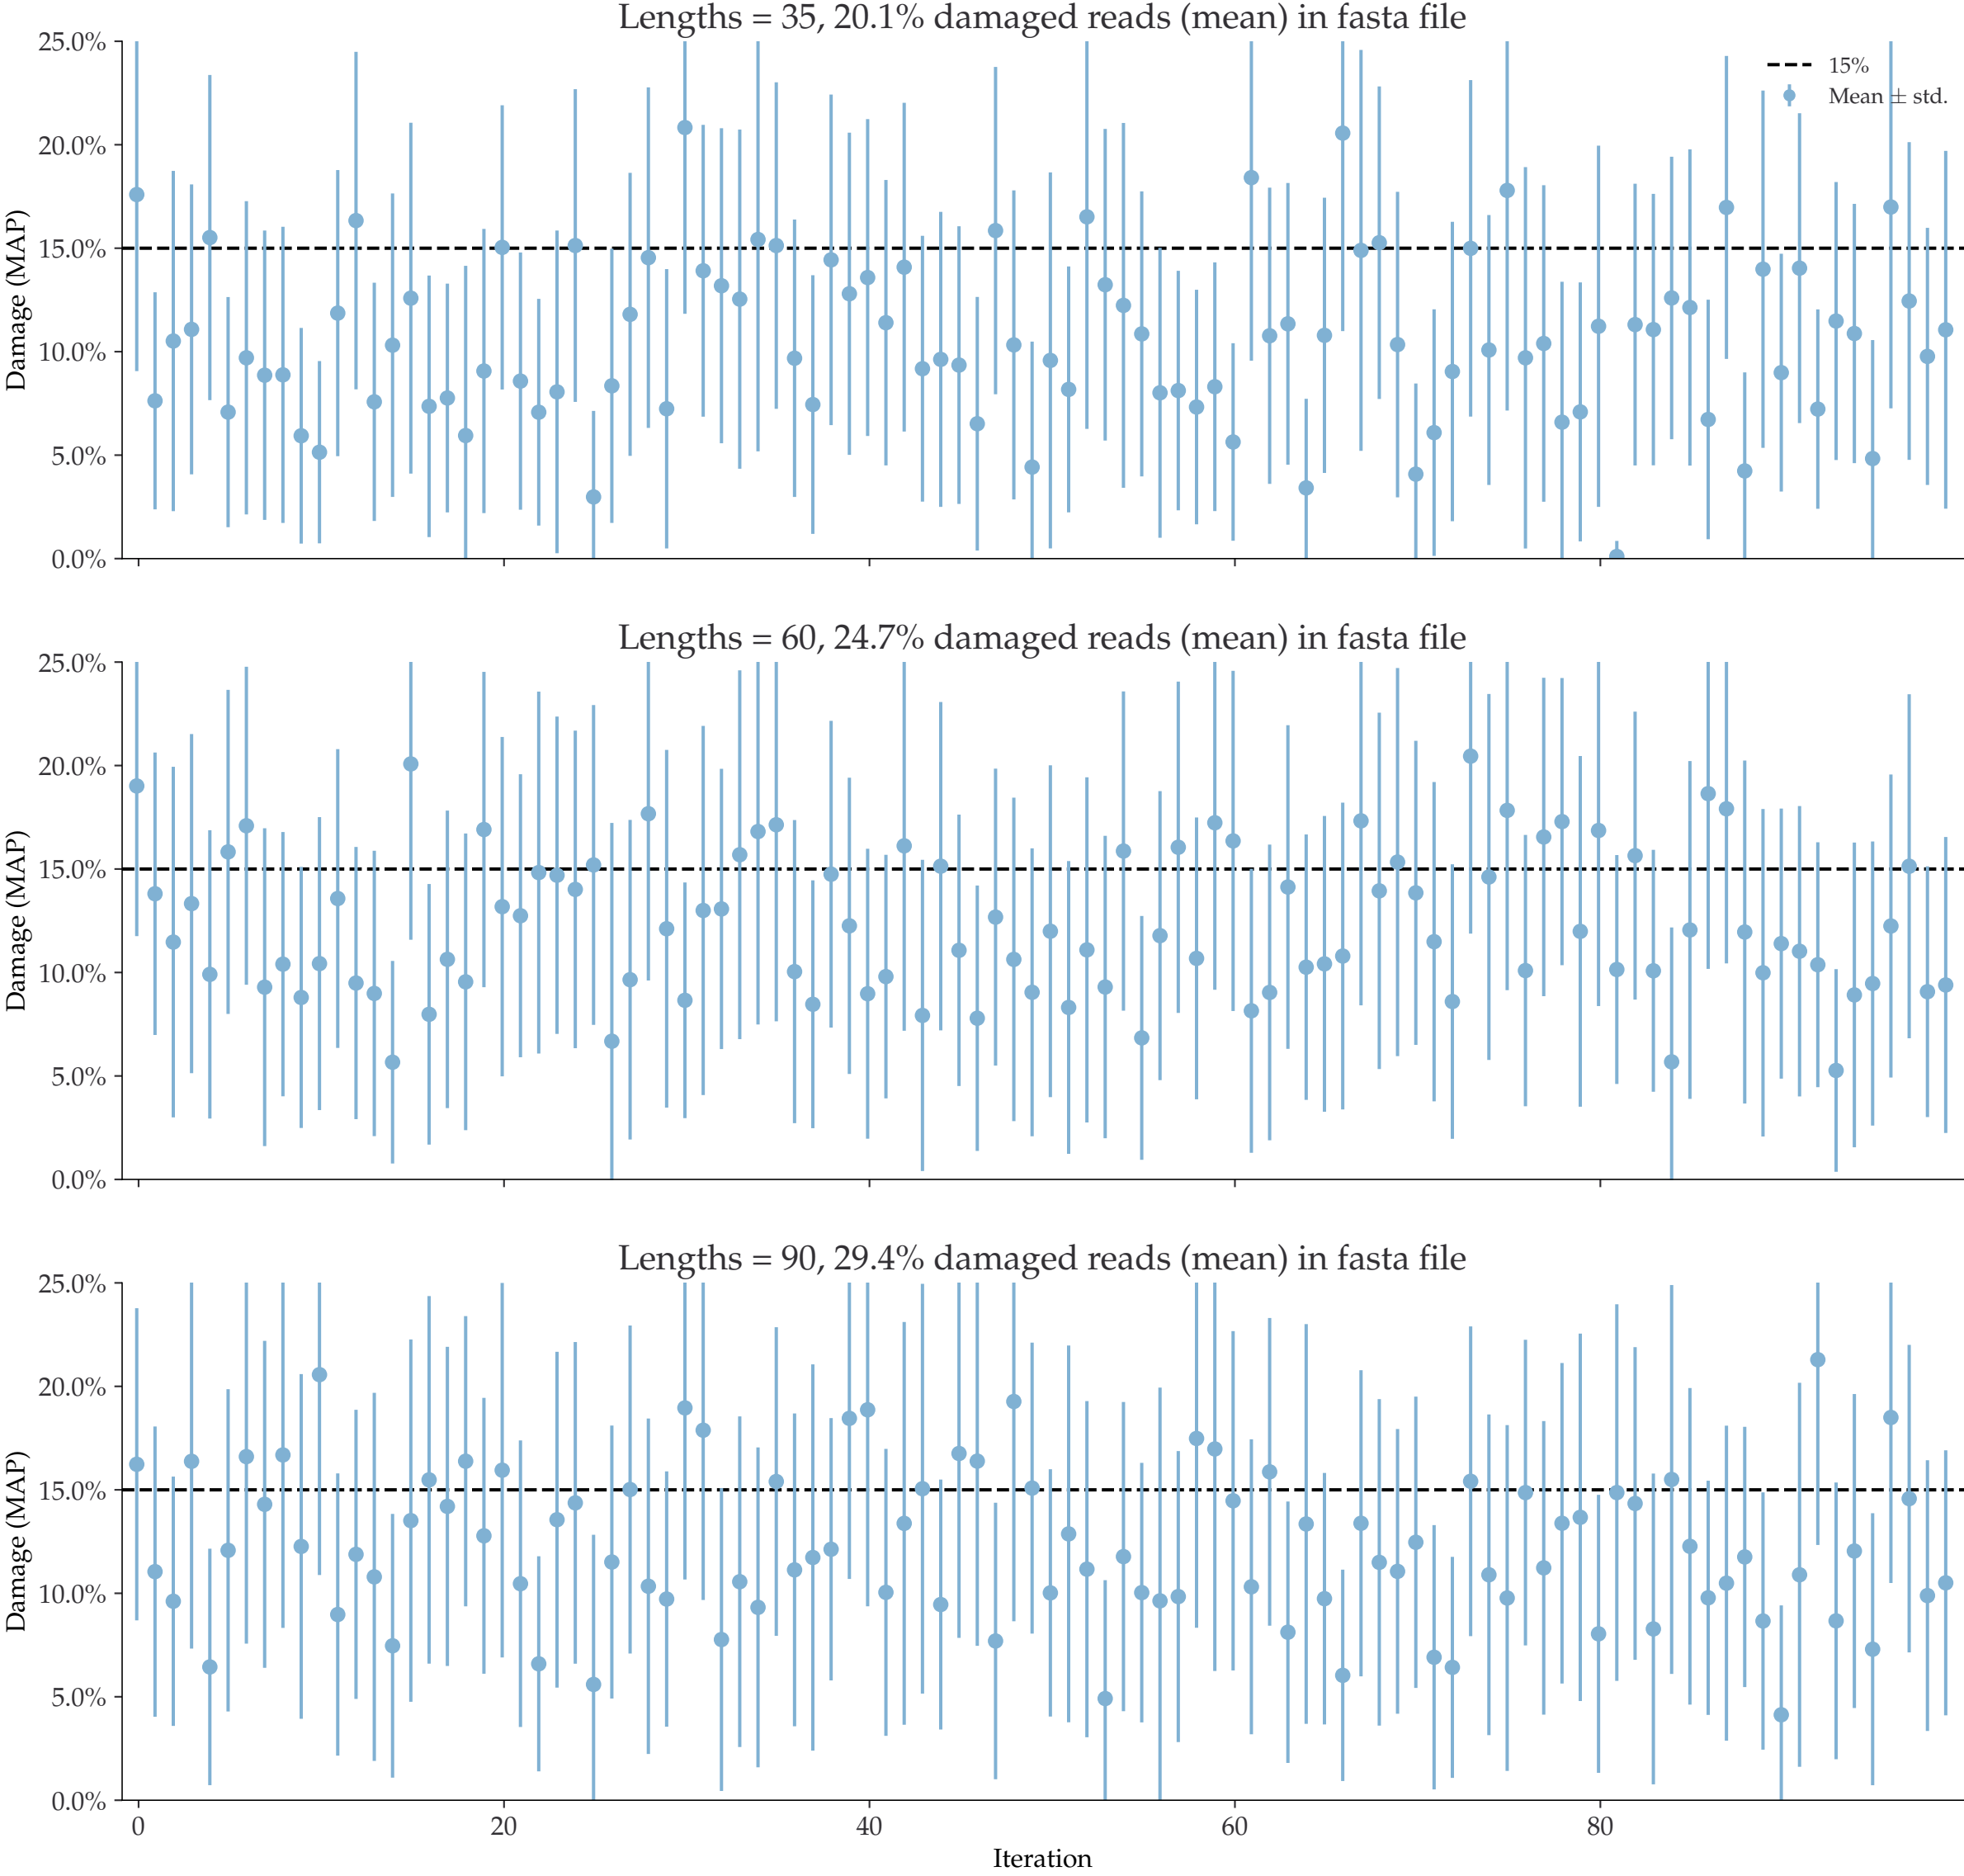 Lengths = 35, 20.1% damaged reads (mean) in fasta file
25.0%
20.0%
15.0%
10.0%
5.0%
0.0%
Damage (MAP)
15%
Mean ± std.
Lengths = 60, 24.7% damaged reads (mean) in fasta file
25.0%
20.0%
15.0%
10.0%
5.0%
0.0%
Damage (MAP)
Lengths = 90, 29.4% damaged reads (mean) in fasta file
25.0%
20.0%
15.0%
10.0%
5.0%
0.0%
Damage (MAP)
0 20 40 60 80
Iteration